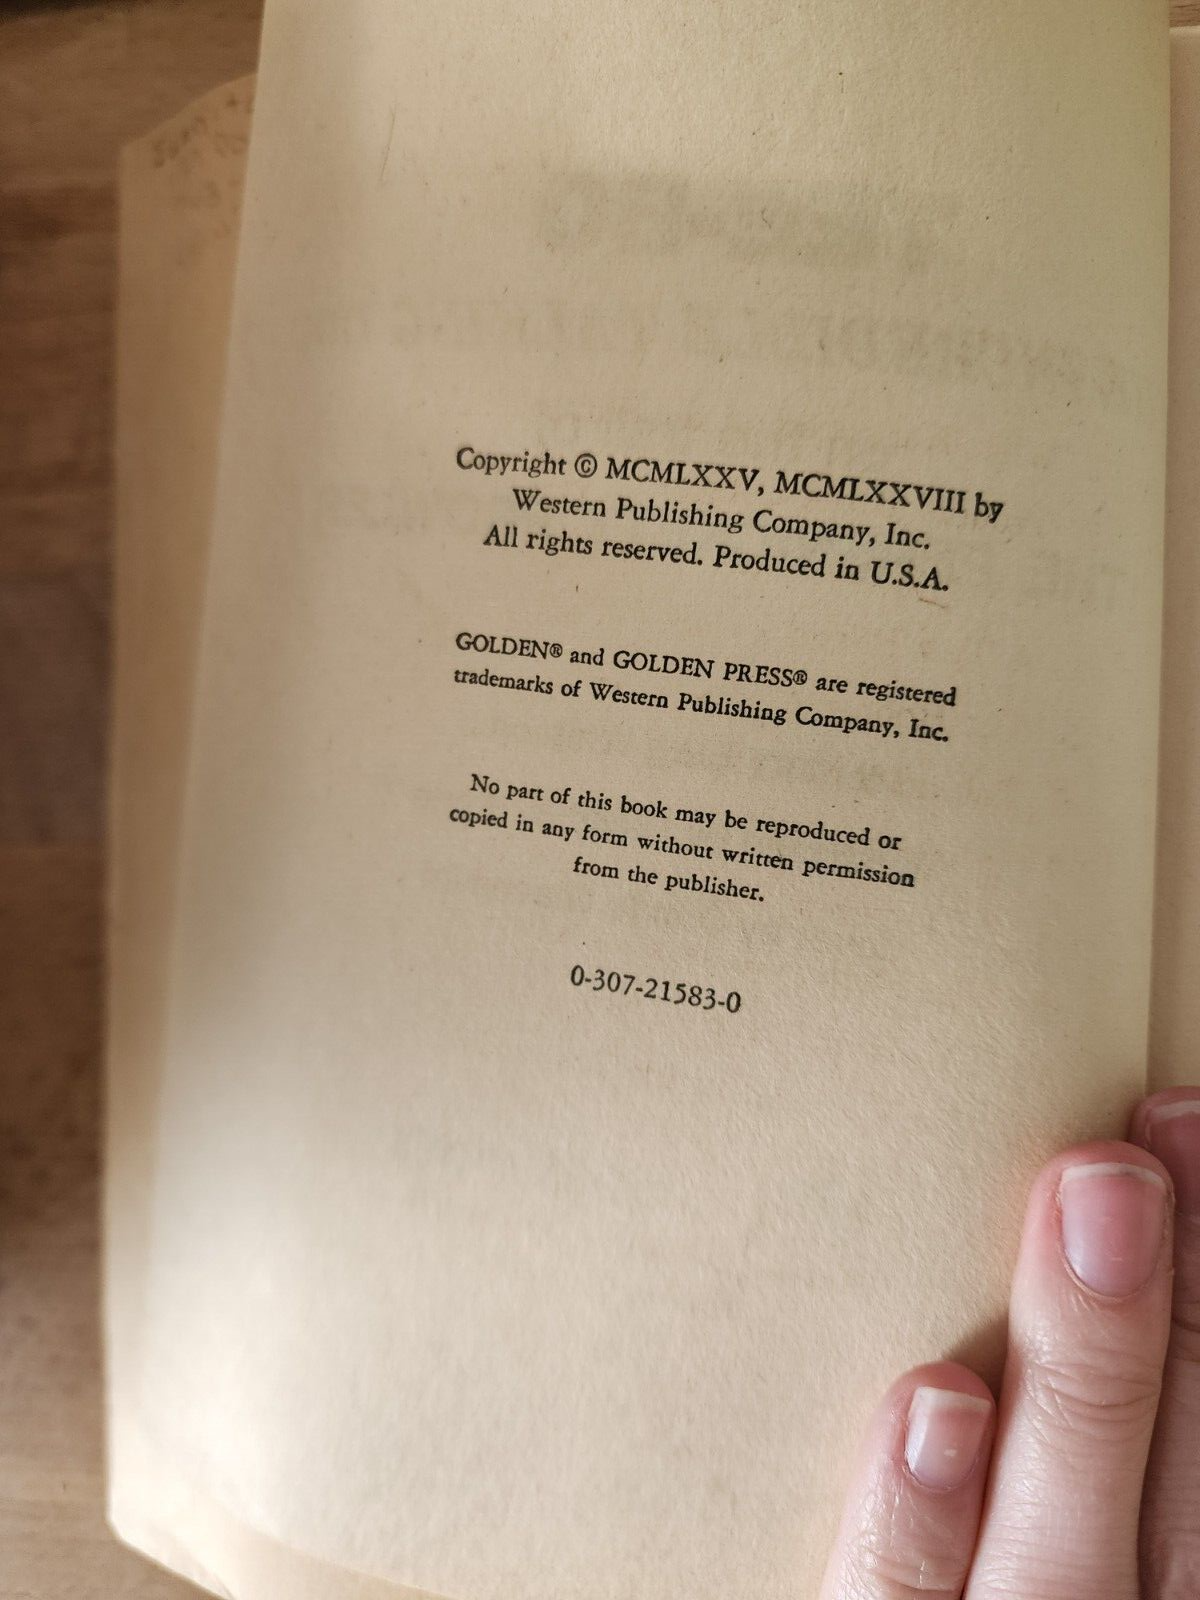 Copyright © MCMLXXV, MCMLXXVIII by
Western Publishing Company, Inc.
All rights reserved. Produced in U.S.A.
GOLDEN® and GOLDEN PRESS® are registered
trademarks of Western Publishing Company, Inc.
No part of this book may be reproduced or
copied in any form without written permission
from the publisher.
0-307-21583-0